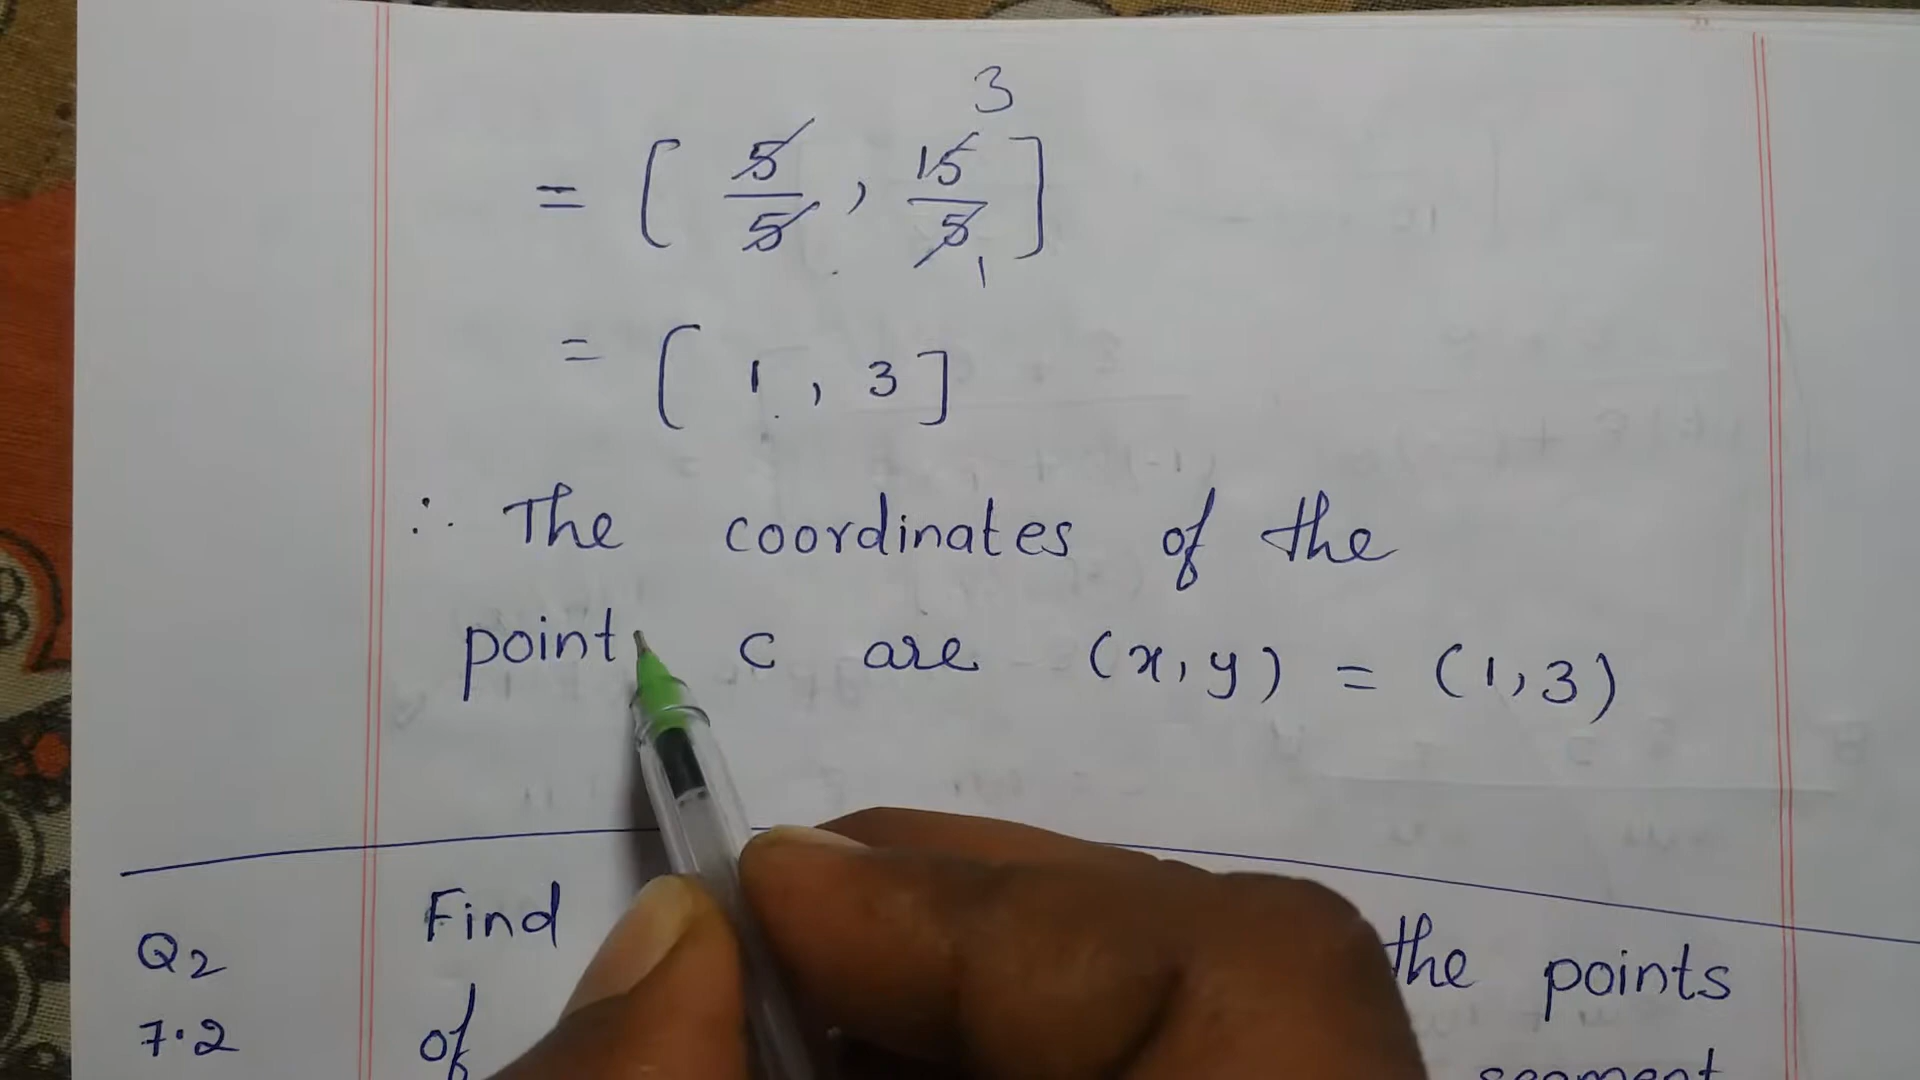 3
= [ 5/5 , 15/5 ]
1
= [ 1 , 3 ]
∴ The coordinates of the
point C are (x, y) = (1, 3)
Q2 Find the points
7.2 of segment